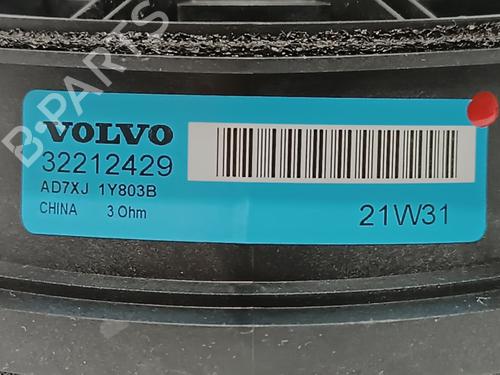 VOLVO
32212429
AD7XJ 1Y803B
CHINA 3 Ohm
21W31
B-PARTS